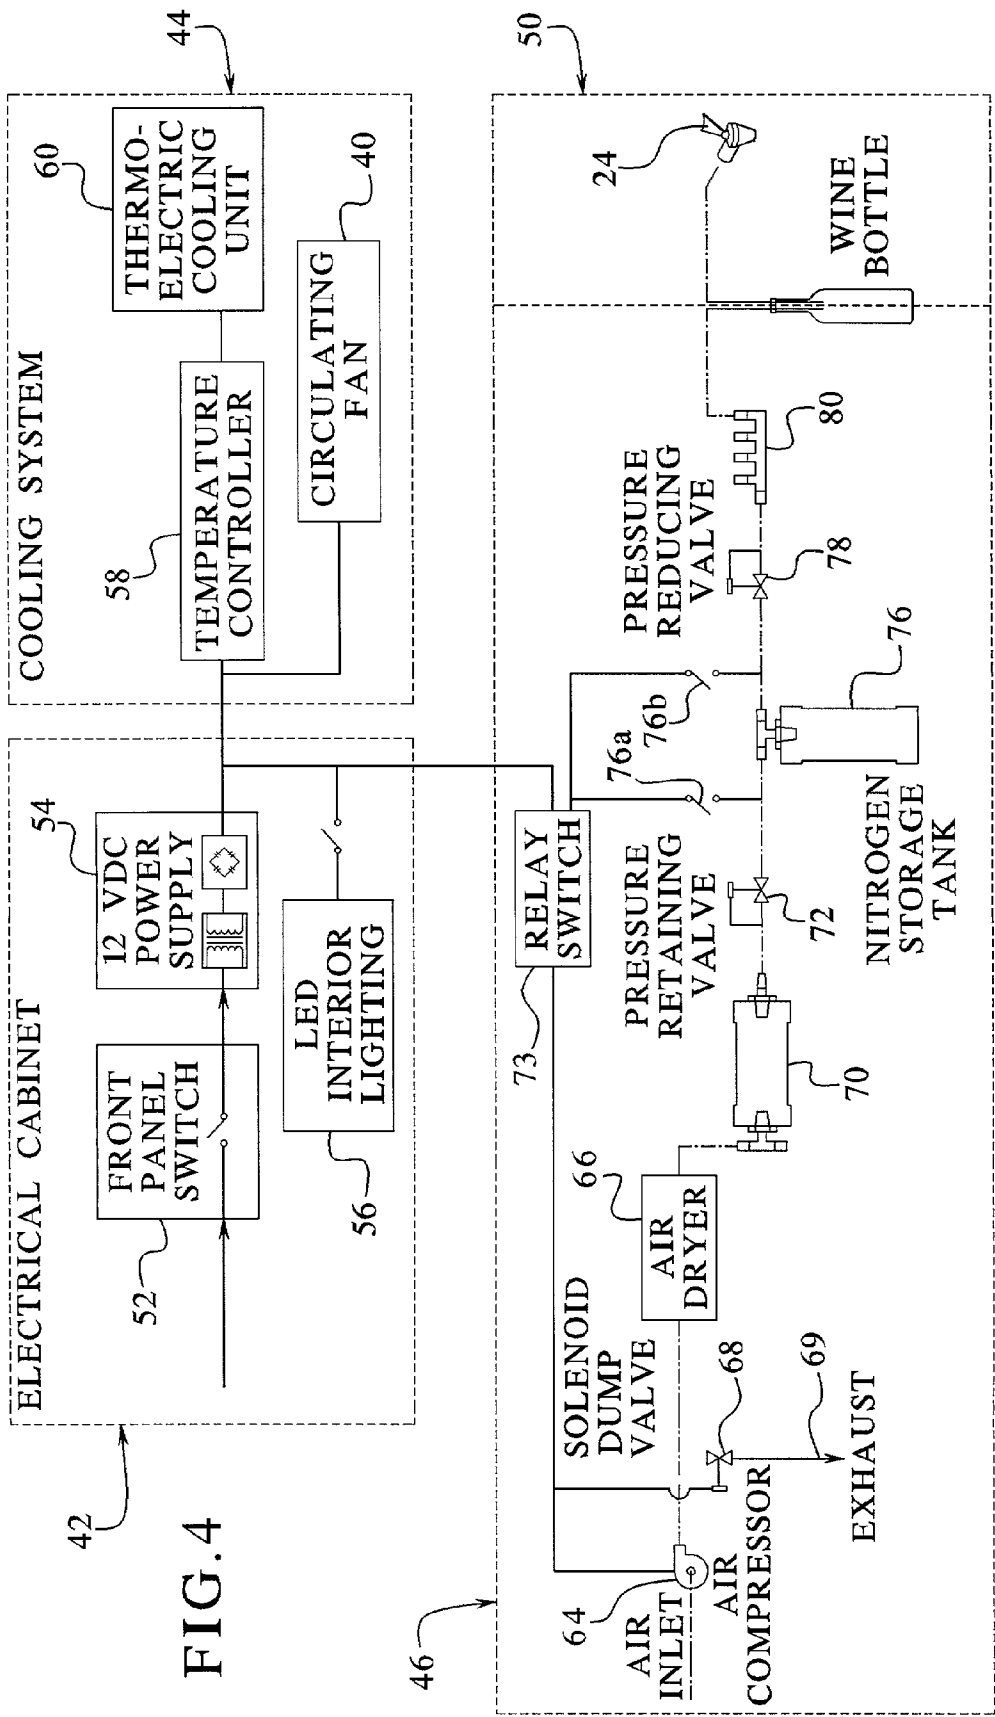 FIG.4
42
ELECTRICAL CABINET
52
FRONT
PANEL
SWITCH
54
12 VDC
POWER
SUPPLY
56
LED
INTERIOR
LIGHTING
44
COOLING SYSTEM
58
TEMPERATURE
CONTROLLER
60
THERMO-
ELECTRIC
COOLING
UNIT
40
CIRCULATING
FAN
46
50
AIR
INLET
64
AIR
COMPRESSOR
SOLENOID
DUMP
VALVE
68
69
EXHAUST
66
AIR
DRYER
70
73
RELAY
SWITCH
PRESSURE
RETAINING
VALVE
72
76a
76b
NITROGEN
STORAGE
TANK
76
PRESSURE
REDUCING
VALVE
78
80
WINE
BOTTLE
24